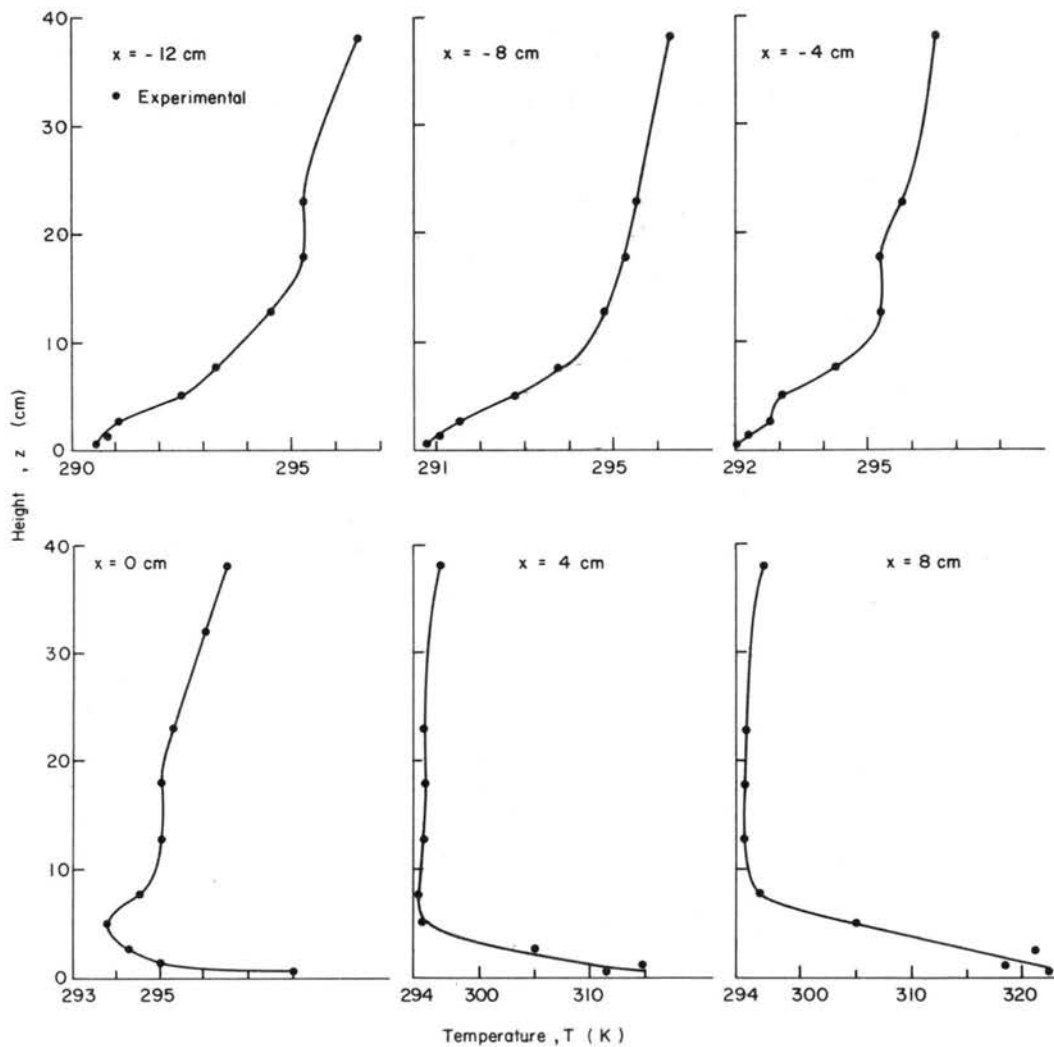 40
30
20
10
0
x = -12 cm
● Experimental
290
295
x = -8 cm
291
295
x = -4 cm
292
295
Height, z (cm)
40
30
20
10
0
x = 0 cm
293
295
x = 4 cm
294
300
310
x = 8 cm
294
300
310
320
Temperature, T (K)